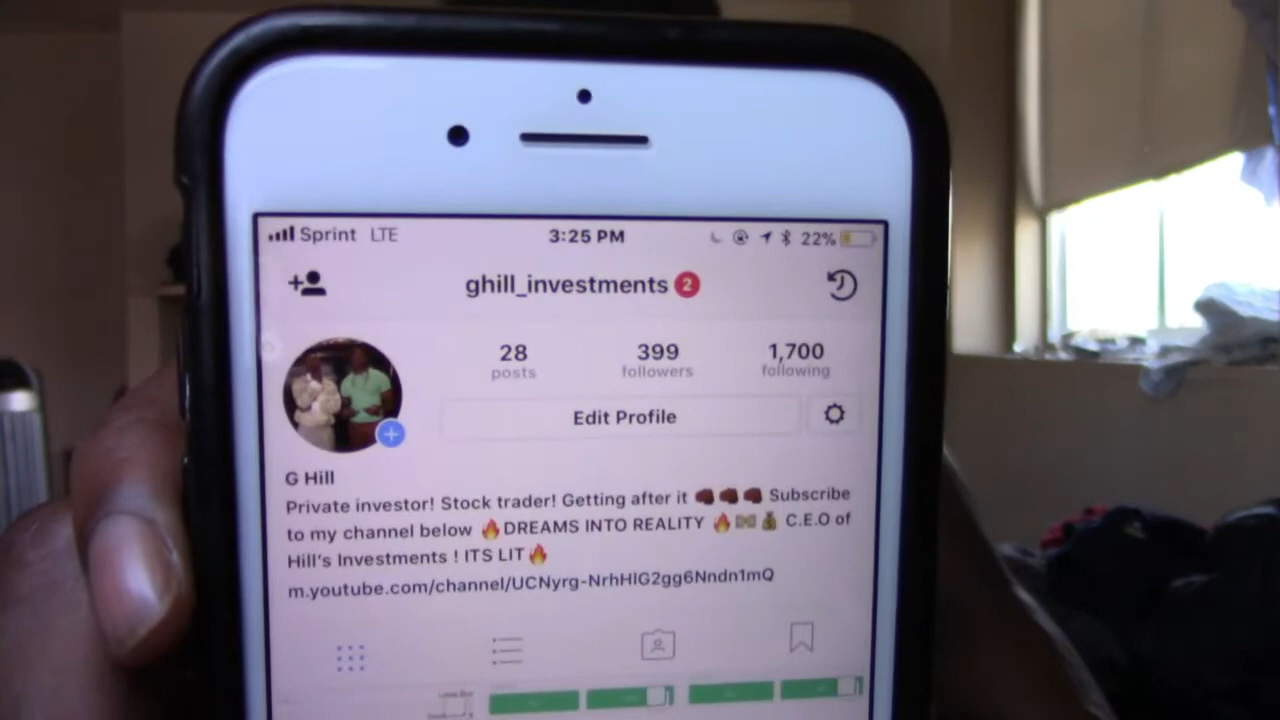 Sprint LTE 3:25 PM 22%
ghill_investments 2
28 399 1,700
posts followers following
Edit Profile
G Hill
Private investor! Stock trader! Getting after it 👊🏿👊🏿👊🏿 Subscribe
to my channel below 🔥DREAMS INTO REALITY 🔥💵💰 C.E.O of
Hill's Investments ! ITS LIT🔥
m.youtube.com/channel/UCNyrg-NrhHIG2gg6Nndn1mQ